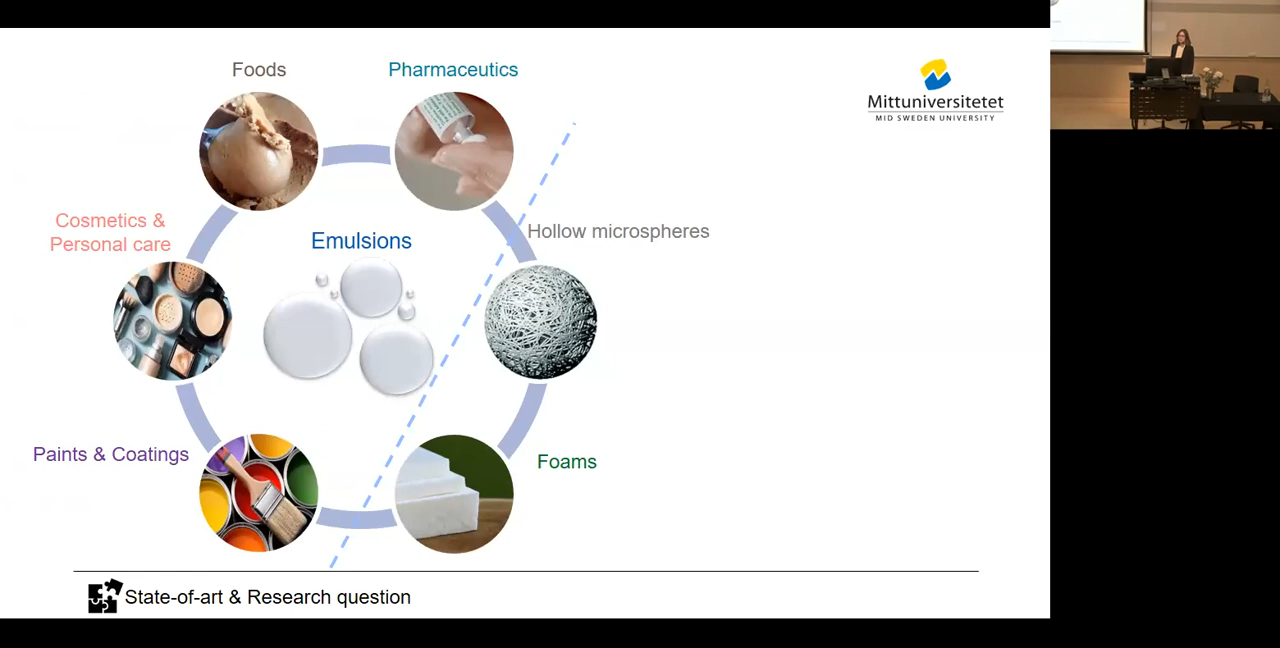 Foods
Pharmaceutics
Mittuniversitetet
MID SWEDEN UNIVERSITY
Cosmetics &
Personal care
Emulsions
Hollow microspheres
Paints & Coatings
Foams
State-of-art & Research question